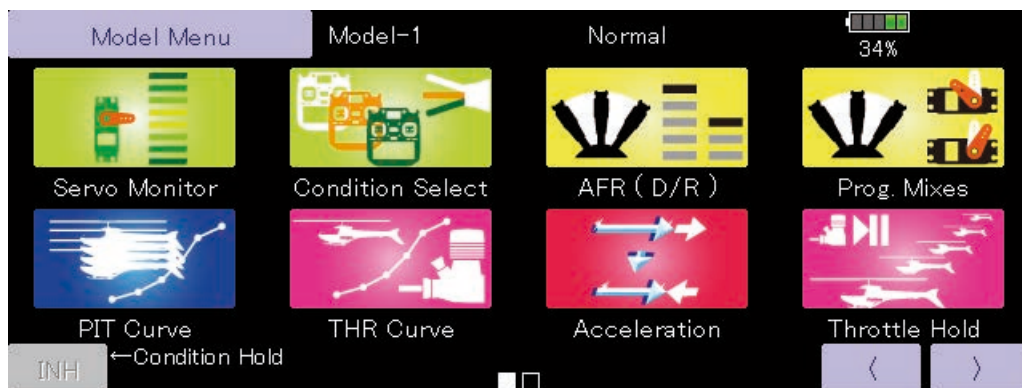 Model Menu Model-1 Normal 34%
Servo Monitor Condition Select AFR ( D/R ) Prog. Mixes
PIT Curve THR Curve Acceleration Throttle Hold
INH ←Condition Hold 〈 〉